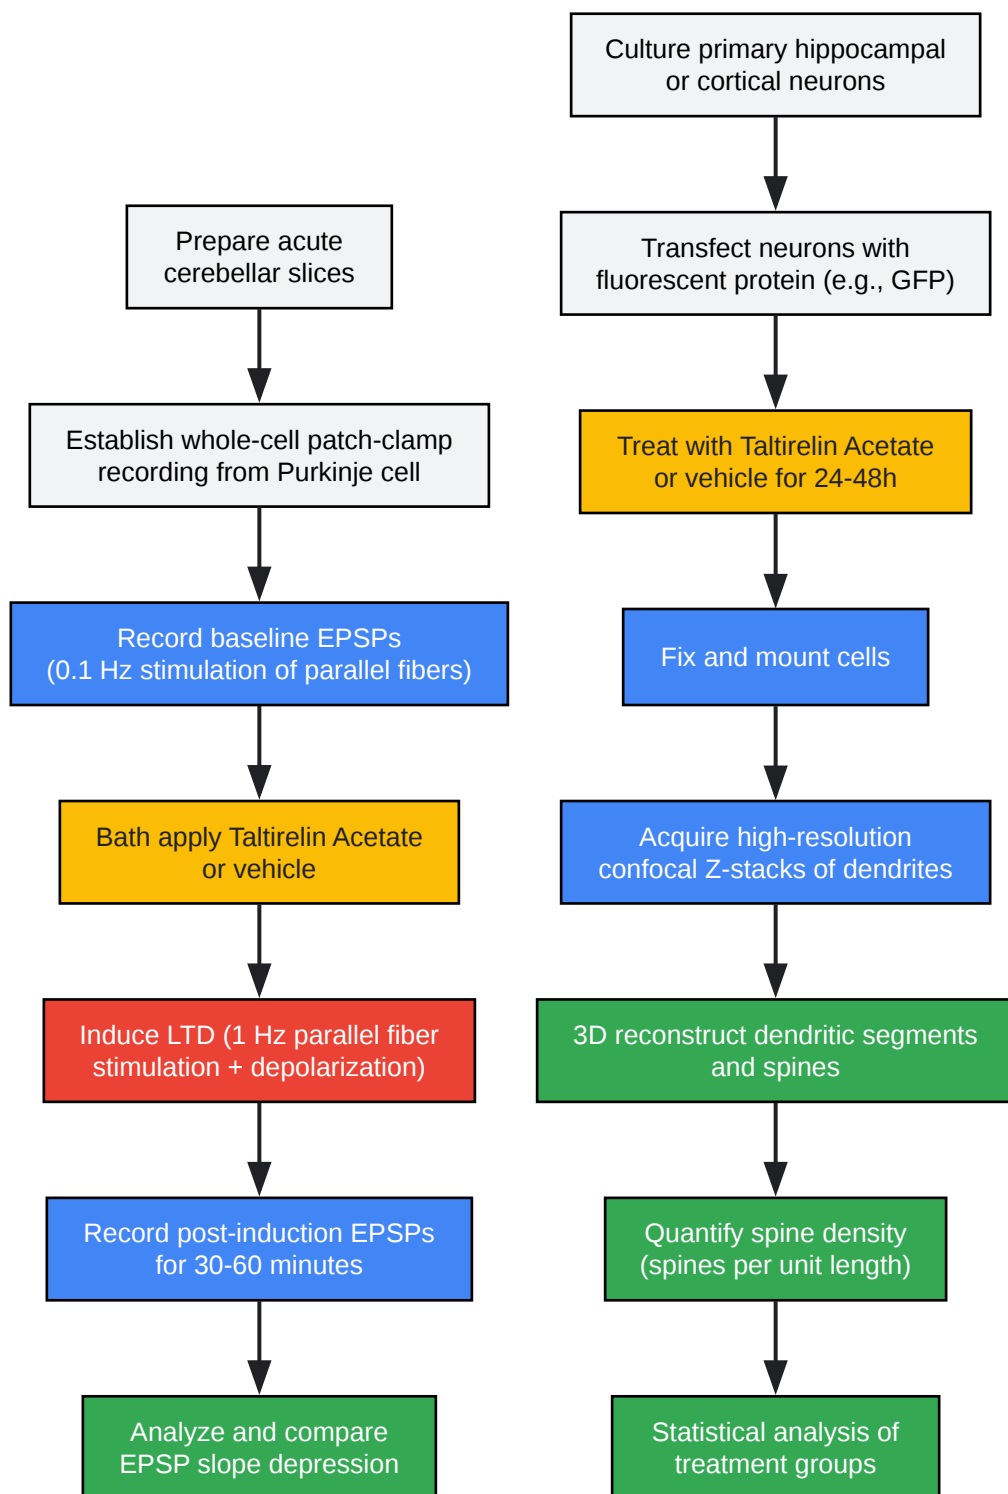 Prepare acute
cerebellar slices
Establish whole-cell patch-clamp
recording from Purkinje cell
Record baseline EPSPs
(0.1 Hz stimulation of parallel fibers)
Bath apply Taltirelin Acetate
or vehicle
Induce LTD (1 Hz parallel fiber
stimulation + depolarization)
Record post-induction EPSPs
for 30-60 minutes
Analyze and compare
EPSP slope depression
Culture primary hippocampal
or cortical neurons
Transfect neurons with
fluorescent protein (e.g., GFP)
Treat with Taltirelin Acetate
or vehicle for 24-48h
Fix and mount cells
Acquire high-resolution
confocal Z-stacks of dendrites
3D reconstruct dendritic segments
and spines
Quantify spine density
(spines per unit length)
Statistical analysis of
treatment groups